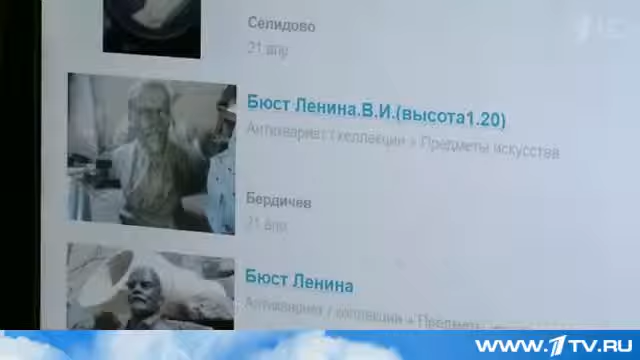 Селидово
21 апр
Бюст Ленина.В.И.(высота1.20)
Антиквариат / коллекции » Предметы искусства
Бердичев
21 апр
Бюст Ленина
Антиквариат / коллекции » Предметы
WWW.1TV.RU